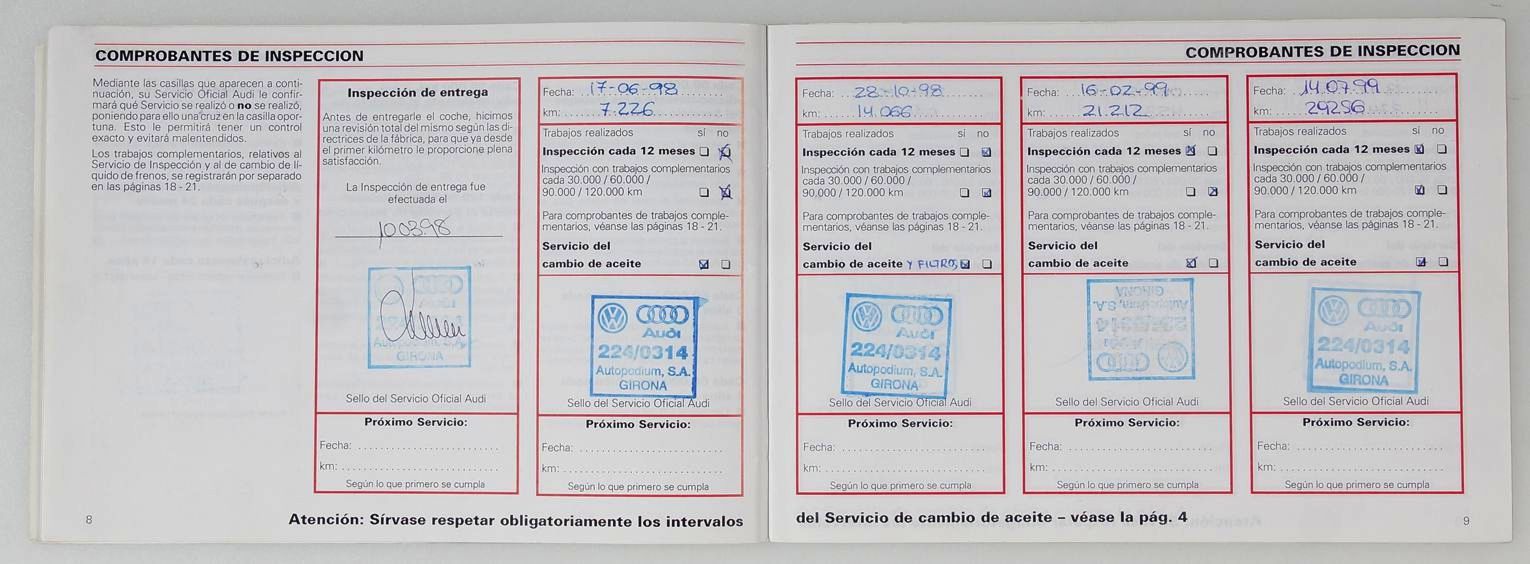 COMPROBANTES DE INSPECCION
Mediante las casillas que aparecen a conti-
nuación, su Servicio Oficial Audi le confir-
mará qué Servicio se realizó o no se realizó,
poniendo para ello una cruz en la casilla opor-
tuna. Esto le permitirá tener un control
exacto y evitará malentendidos.
Los trabajos complementarios, relativos al
Servicio de Inspección y al de cambio de lí-
quido de frenos, se registrarán por separado
en las páginas 18 - 21.
Inspección de entrega
Antes de entregarle el coche, hicimos
una revisión total del mismo según las di-
rectrices de la fábrica, para que ya desde
el primer kilómetro le proporcione plena
satisfacción.
La Inspección de entrega fue
efectuada el
100398
Audi
Autopodium, S.A.
GIRONA
Sello del Servicio Oficial Audi
Próximo Servicio:
Fecha:
km:
Según lo que primero se cumpla
Fecha: 17-06-98
km: 7.226
Trabajos realizados sí no
Inspección cada 12 meses
Inspección con trabajos complementarios
cada 30.000 / 60.000 /
90.000 / 120.000 km
Para comprobantes de trabajos comple-
mentarios, véanse las páginas 18 - 21.
Servicio del
cambio de aceite
Audi
224/0314
Autopodium, S.A.
GIRONA
Sello del Servicio Oficial Audi
Próximo Servicio:
Fecha:
km:
Según lo que primero se cumpla
8
Atención: Sírvase respetar obligatoriamente los intervalos
COMPROBANTES DE INSPECCION
Fecha: 28-10-98
km: 14.066
Trabajos realizados sí no
Inspección cada 12 meses
Inspección con trabajos complementarios
cada 30.000 / 60.000 /
90.000 / 120.000 km
Para comprobantes de trabajos comple-
mentarios, véanse las páginas 18 - 21.
Servicio del
cambio de aceite Y FILTROS
Audi
224/0314
Autopodium, S.A.
GIRONA
Sello del Servicio Oficial Audi
Próximo Servicio:
Fecha:
km:
Según lo que primero se cumpla
Fecha: 16-02-99
km: 21.212
Trabajos realizados sí no
Inspección cada 12 meses
Inspección con trabajos complementarios
cada 30.000 / 60.000 /
90.000 / 120.000 km
Para comprobantes de trabajos comple-
mentarios, véanse las páginas 18 - 21.
Servicio del
cambio de aceite
Audi
224/0314
Autopodium, S.A.
GIRONA
Sello del Servicio Oficial Audi
Próximo Servicio:
Fecha:
km:
Según lo que primero se cumpla
Fecha: 14.07.99
km: 29256
Trabajos realizados sí no
Inspección cada 12 meses
Inspección con trabajos complementarios
cada 30.000 / 60.000 /
90.000 / 120.000 km
Para comprobantes de trabajos comple-
mentarios, véanse las páginas 18 - 21.
Servicio del
cambio de aceite
Audi
224/0314
Autopodium, S.A.
GIRONA
Sello del Servicio Oficial Audi
Próximo Servicio:
Fecha:
km:
Según lo que primero se cumpla
del Servicio de cambio de aceite – véase la pág. 4
9